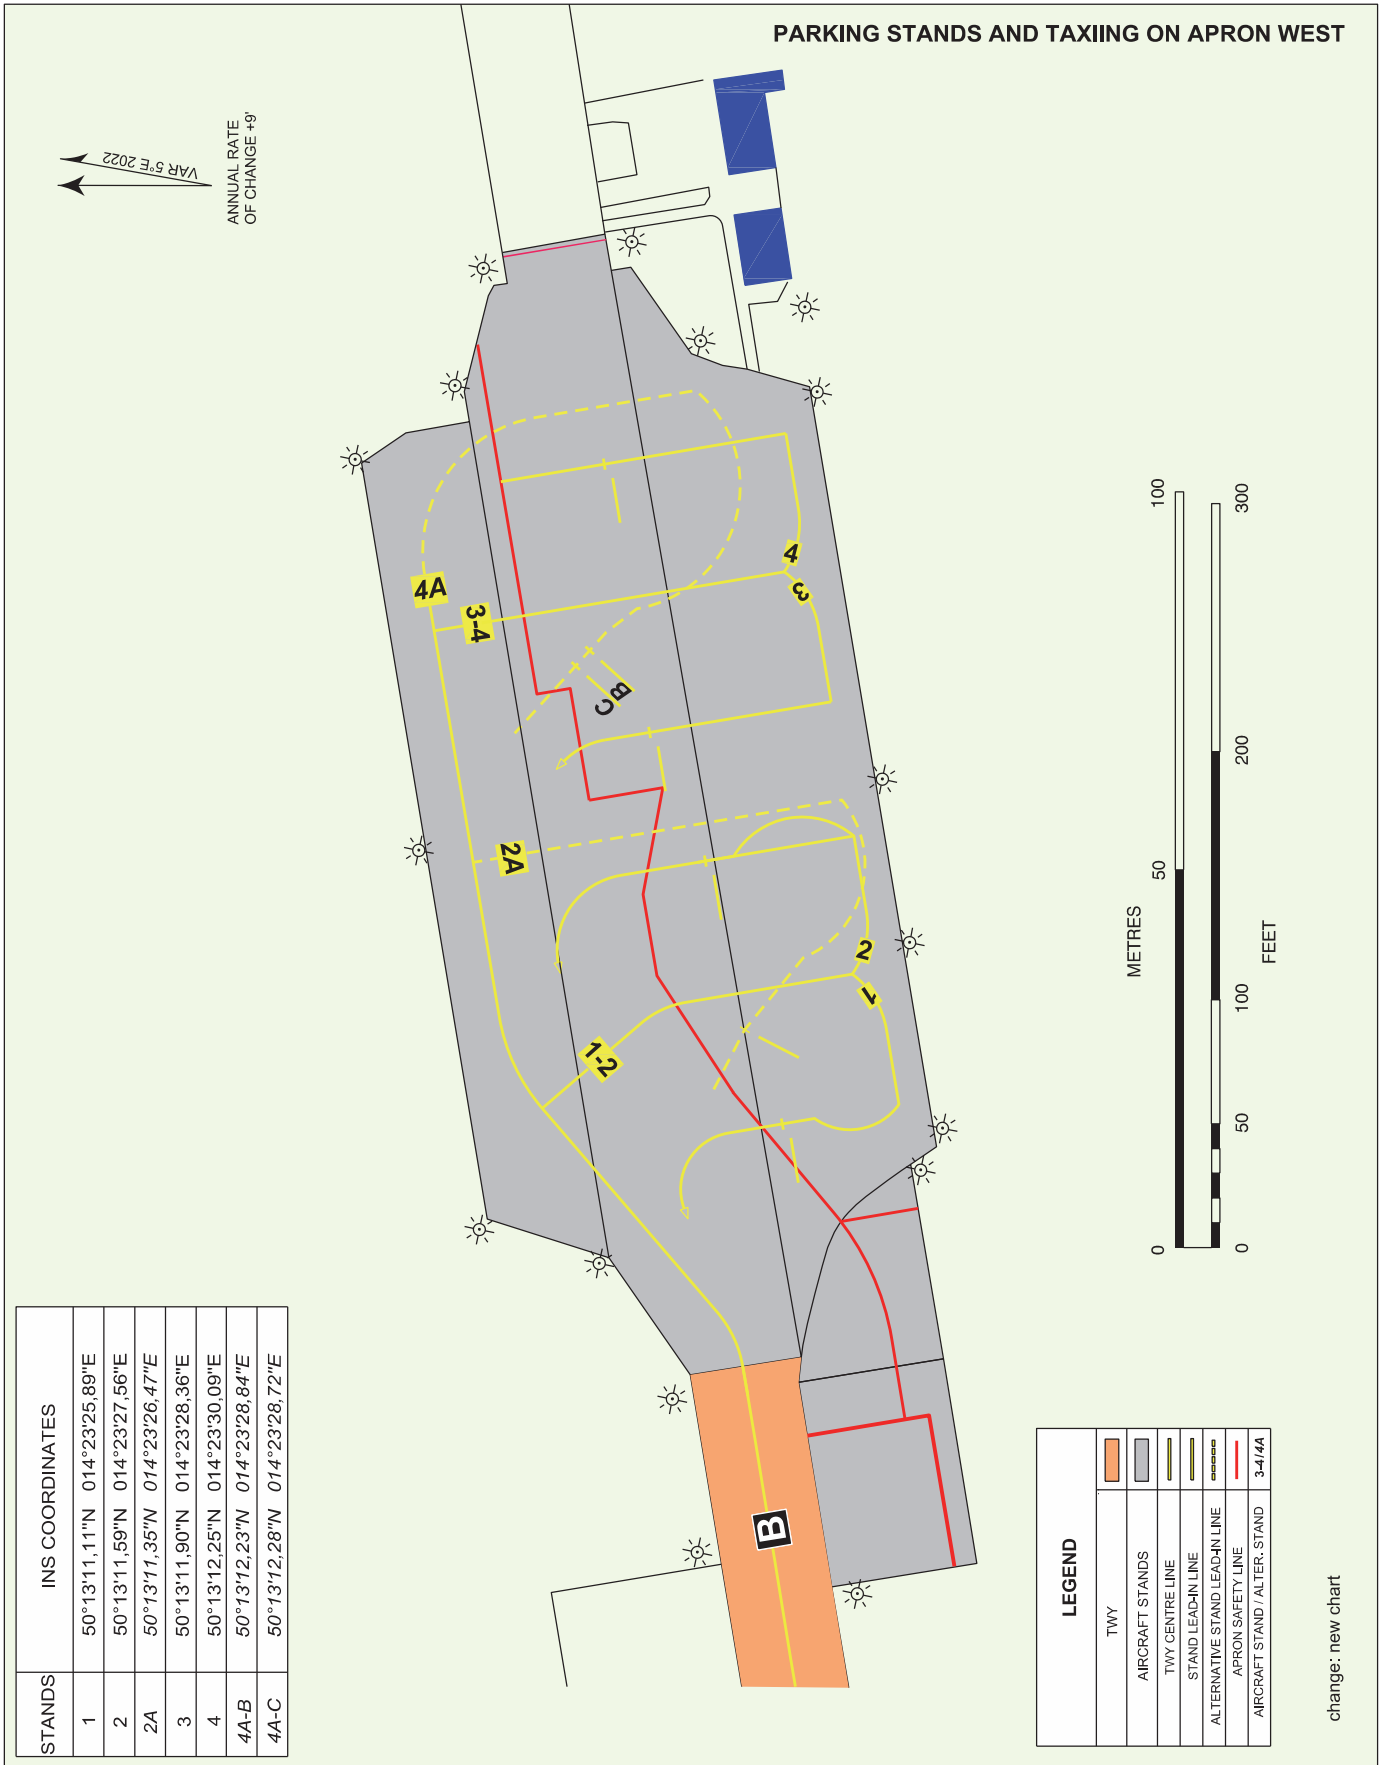 PARKING STANDS AND TAXIING ON APRON WEST
VAR 5°E 2022
ANNUAL RATE
OF CHANGE +9'
4A
3-4
4
3
B
C
2A
2
1
1-2
B
METRES
0
50
100
FEET
0
50
100
200
300
STANDS INS COORDINATES
1 50°13'11,11"N 014°23'25,89"E
2 50°13'11,59"N 014°23'27,56"E
2A 50°13'11,35"N 014°23'26,47"E
3 50°13'11,90"N 014°23'28,36"E
4 50°13'12,25"N 014°23'30,09"E
4A-B 50°13'12,23"N 014°23'28,84"E
4A-C 50°13'12,28"N 014°23'28,72"E
LEGEND
TWY
AIRCRAFT STANDS
TWY CENTRE LINE
STAND LEAD-IN LINE
ALTERNATIVE STAND LEAD-IN LINE
APRON SAFETY LINE
AIRCRAFT STAND / ALTER. STAND 3-4/4A
change: new chart